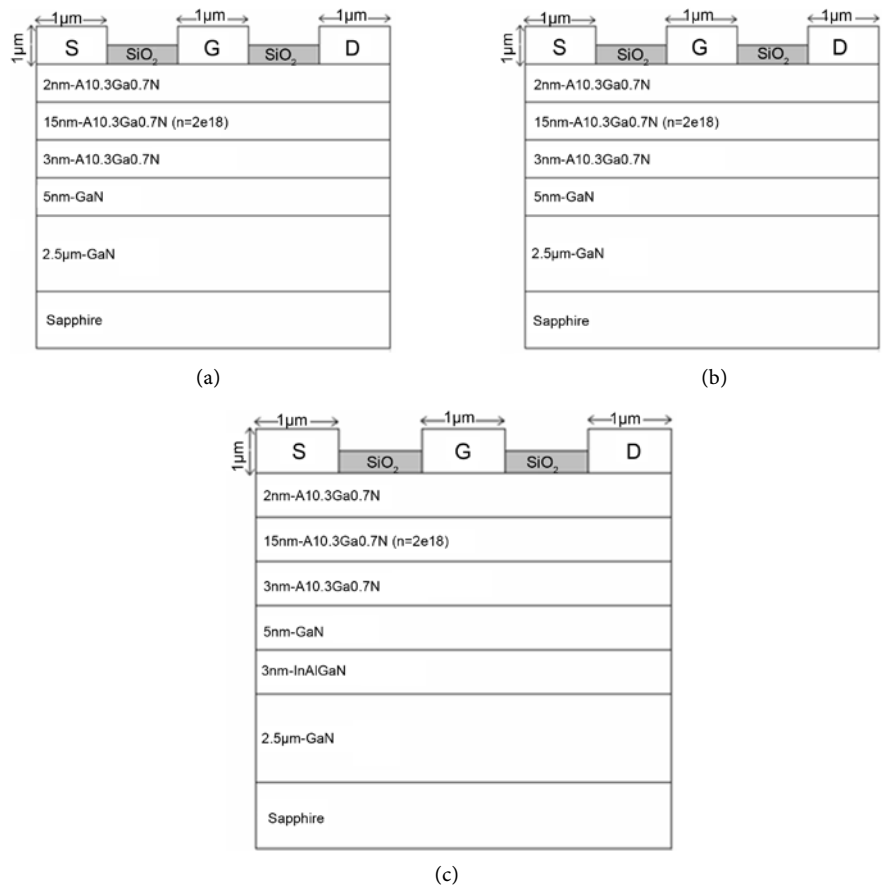 1μm 1μm 1μm
1μm
S SiO2 G SiO2 D
2nm-A10.3Ga0.7N
15nm-A10.3Ga0.7N (n=2e18)
3nm-A10.3Ga0.7N
5nm-GaN
2.5μm-GaN
Sapphire
(a)
1μm 1μm 1μm
1μm
S SiO2 G SiO2 D
2nm-A10.3Ga0.7N
15nm-A10.3Ga0.7N (n=2e18)
3nm-A10.3Ga0.7N
5nm-GaN
2.5μm-GaN
Sapphire
(b)
1μm 1μm 1μm
1μm
S SiO2 G SiO2 D
2nm-A10.3Ga0.7N
15nm-A10.3Ga0.7N (n=2e18)
3nm-A10.3Ga0.7N
5nm-GaN
3nm-InAlGaN
2.5μm-GaN
Sapphire
(c)